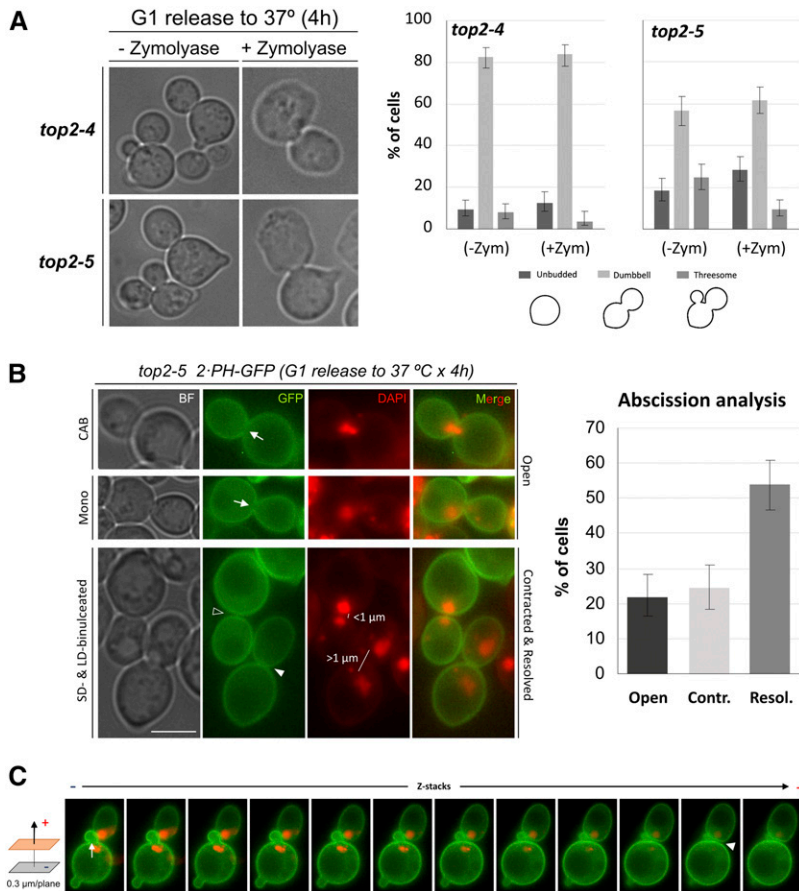 A
G1 release to 37º (4h)
- Zymolyase + Zymolyase
top2-4
top2-5
% of cells
100
80
60
40
20
0
top2-4
top2-5
(-Zym) (+Zym) (-Zym) (+Zym)
Unbudded Dumbbell Threesome
B
top2-5 2·PH-GFP (G1 release to 37 ºC x 4h)
BF GFP DAPI Merge
CAB
Mono
SD- & LD-binulceated
Open
Contracted & Resolved
<1 µm
>1 µm
Abscission analysis
% of cells
70
60
50
40
30
20
10
0
Open Contr. Resol.
C
- Z-stacks
+
-
0.3 µm/plane